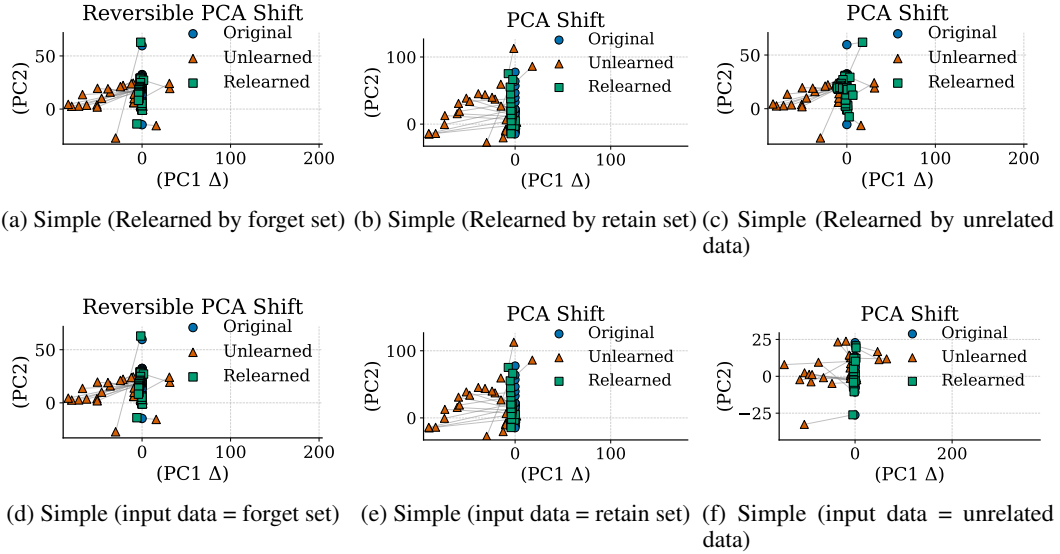 Reversible PCA Shift
Original
Unlearned
Relearned
50
0
(PC2)
0 100 200
(PC1 Δ)
(a) Simple (Relearned by forget set)
PCA Shift
Original
Unlearned
Relearned
100
0
(PC2)
0 100
(PC1 Δ)
(b) Simple (Relearned by retain set)
PCA Shift
Original
Unlearned
Relearned
50
0
(PC2)
0 100 200
(PC1 Δ)
(c) Simple (Relearned by unrelated
data)
Reversible PCA Shift
Original
Unlearned
Relearned
50
0
(PC2)
0 100 200
(PC1 Δ)
(d) Simple (input data = forget set)
PCA Shift
Original
Unlearned
Relearned
100
0
(PC2)
0 100
(PC1 Δ)
(e) Simple (input data = retain set)
PCA Shift
Original
Unlearned
Relearned
25
0
−25
(PC2)
0 200
(PC1 Δ)
(f) Simple (input data = unrelated
data)